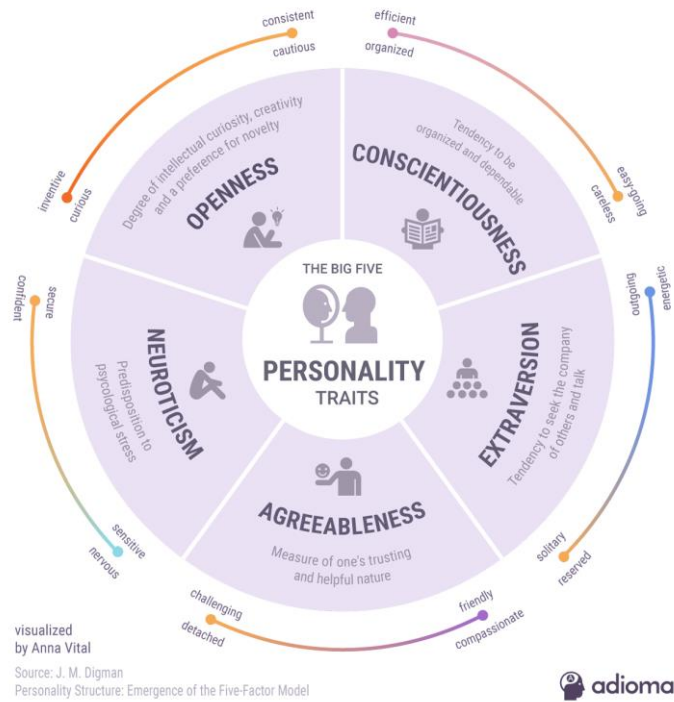 consistent
cautious
efficient
organized
inventive
curious
Degree of intellectual curiosity, creativity
and a preference for novelty
OPENNESS
Tendency to be
organized and dependable
CONSCIENTIOUSNESS
easy-going
careless
THE BIG FIVE
PERSONALITY
TRAITS
energetic
outgoing
EXTRAVERSION
Tendency to seek the company
of others and talk
solitary
reserved
secure
confident
NEUROTICISM
Predisposition to
psycological stress
sensitive
nervous
AGREEABLENESS
Measure of one's trusting
and helpful nature
challenging
detached
friendly
compassionate
visualized
by Anna Vital
Source: J. M. Digman
Personality Structure: Emergence of the Five-Factor Model
adioma